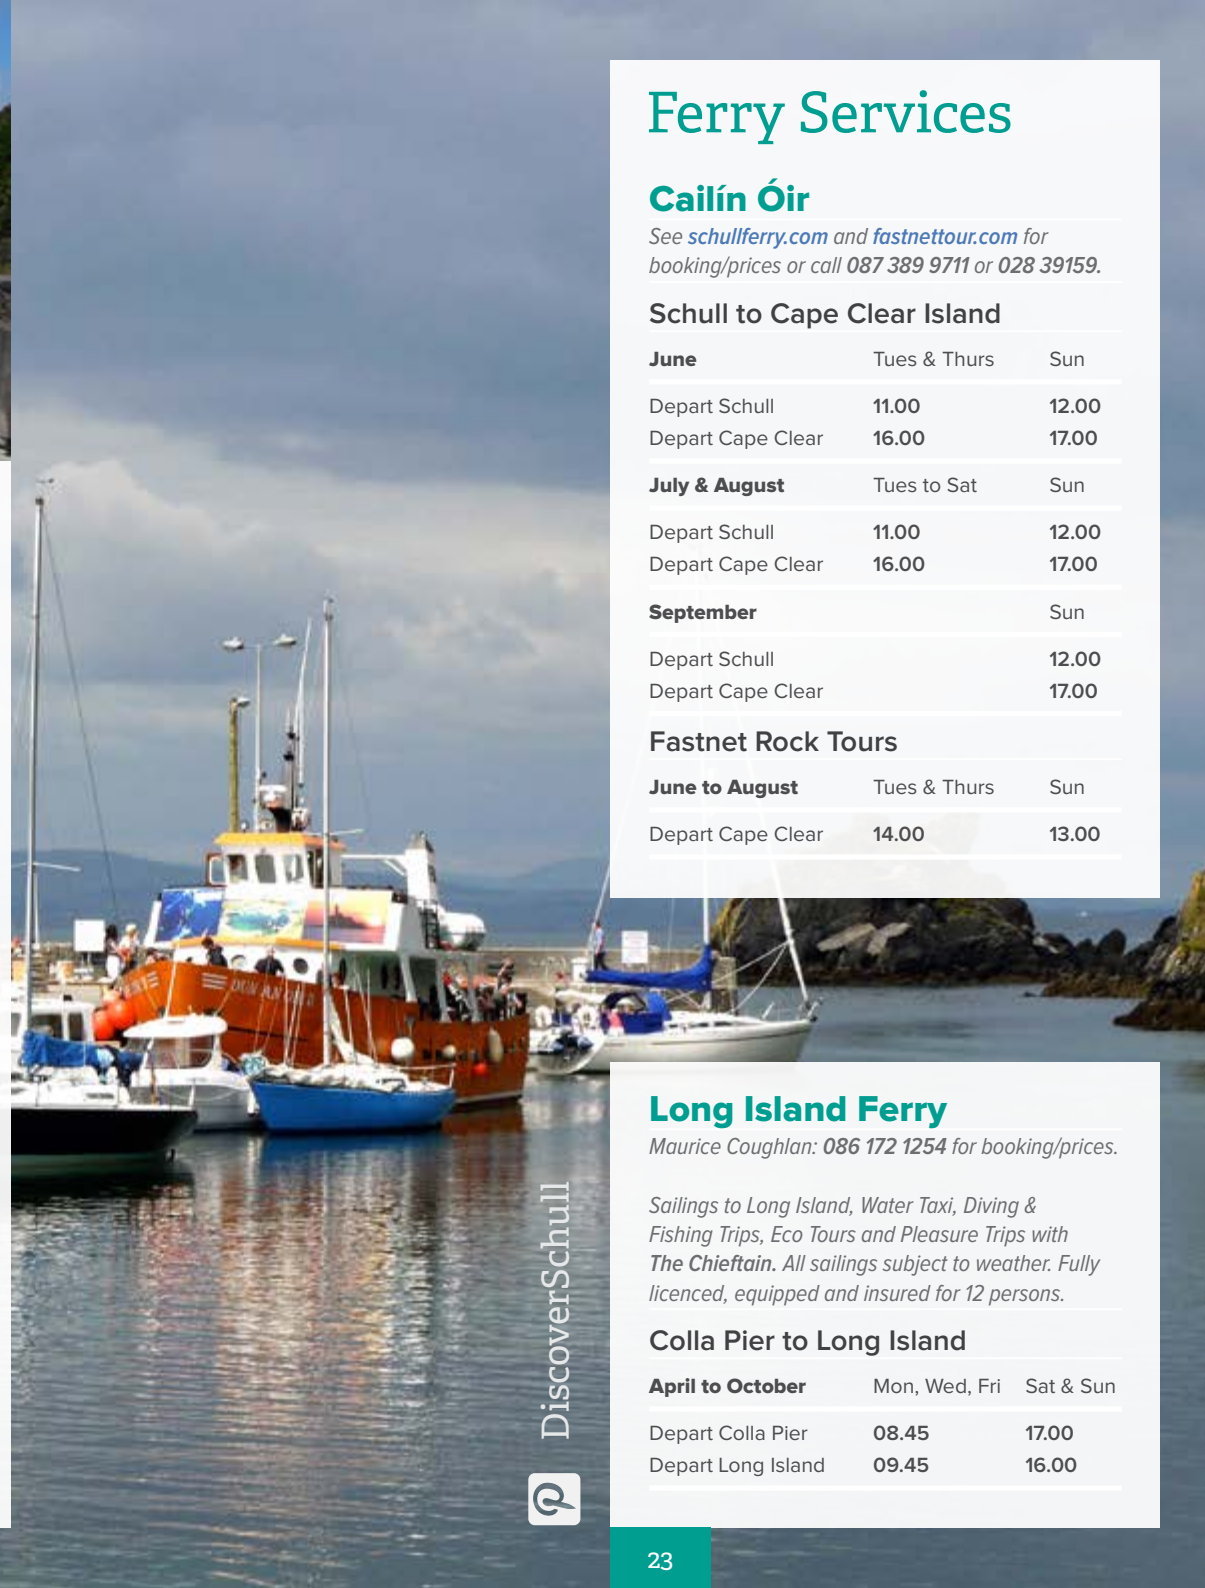 Ferry Services
Cailín Óir
See schullferry.com and fastnettour.com for
booking/prices or call 087 389 9711 or 028 39159.
Schull to Cape Clear Island
June Tues & Thurs Sun
Depart Schull 11.00 12.00
Depart Cape Clear 16.00 17.00
July & August Tues to Sat Sun
Depart Schull 11.00 12.00
Depart Cape Clear 16.00 17.00
September Sun
Depart Schull 12.00
Depart Cape Clear 17.00
Fastnet Rock Tours
June to August Tues & Thurs Sun
Depart Cape Clear 14.00 13.00
Long Island Ferry
Maurice Coughlan: 086 172 1254 for booking/prices.
Sailings to Long Island, Water Taxi, Diving &
Fishing Trips, Eco Tours and Pleasure Trips with
The Chieftain. All sailings subject to weather. Fully
licenced, equipped and insured for 12 persons.
Colla Pier to Long Island
April to October Mon, Wed, Fri Sat & Sun
Depart Colla Pier 08.45 17.00
Depart Long Island 09.45 16.00
DiscoverSchull
23